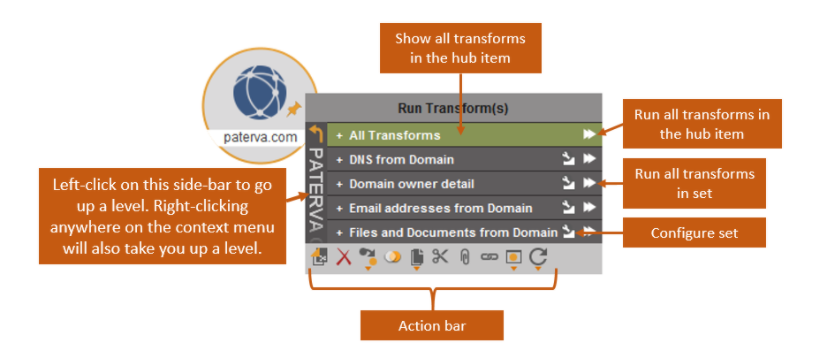 Show all transforms
in the hub item
Run Transform(s)
paterva.com
+ All Transforms
Run all transforms in
the hub item
PATERVA
+ DNS from Domain
+ Domain owner detail
Run all transforms
in set
Left-click on this side-bar to go
up a level. Right-clicking
anywhere on the context menu
will also take you up a level.
+ Email addresses from Domain
+ Files and Documents from Domain
Configure set
Action bar